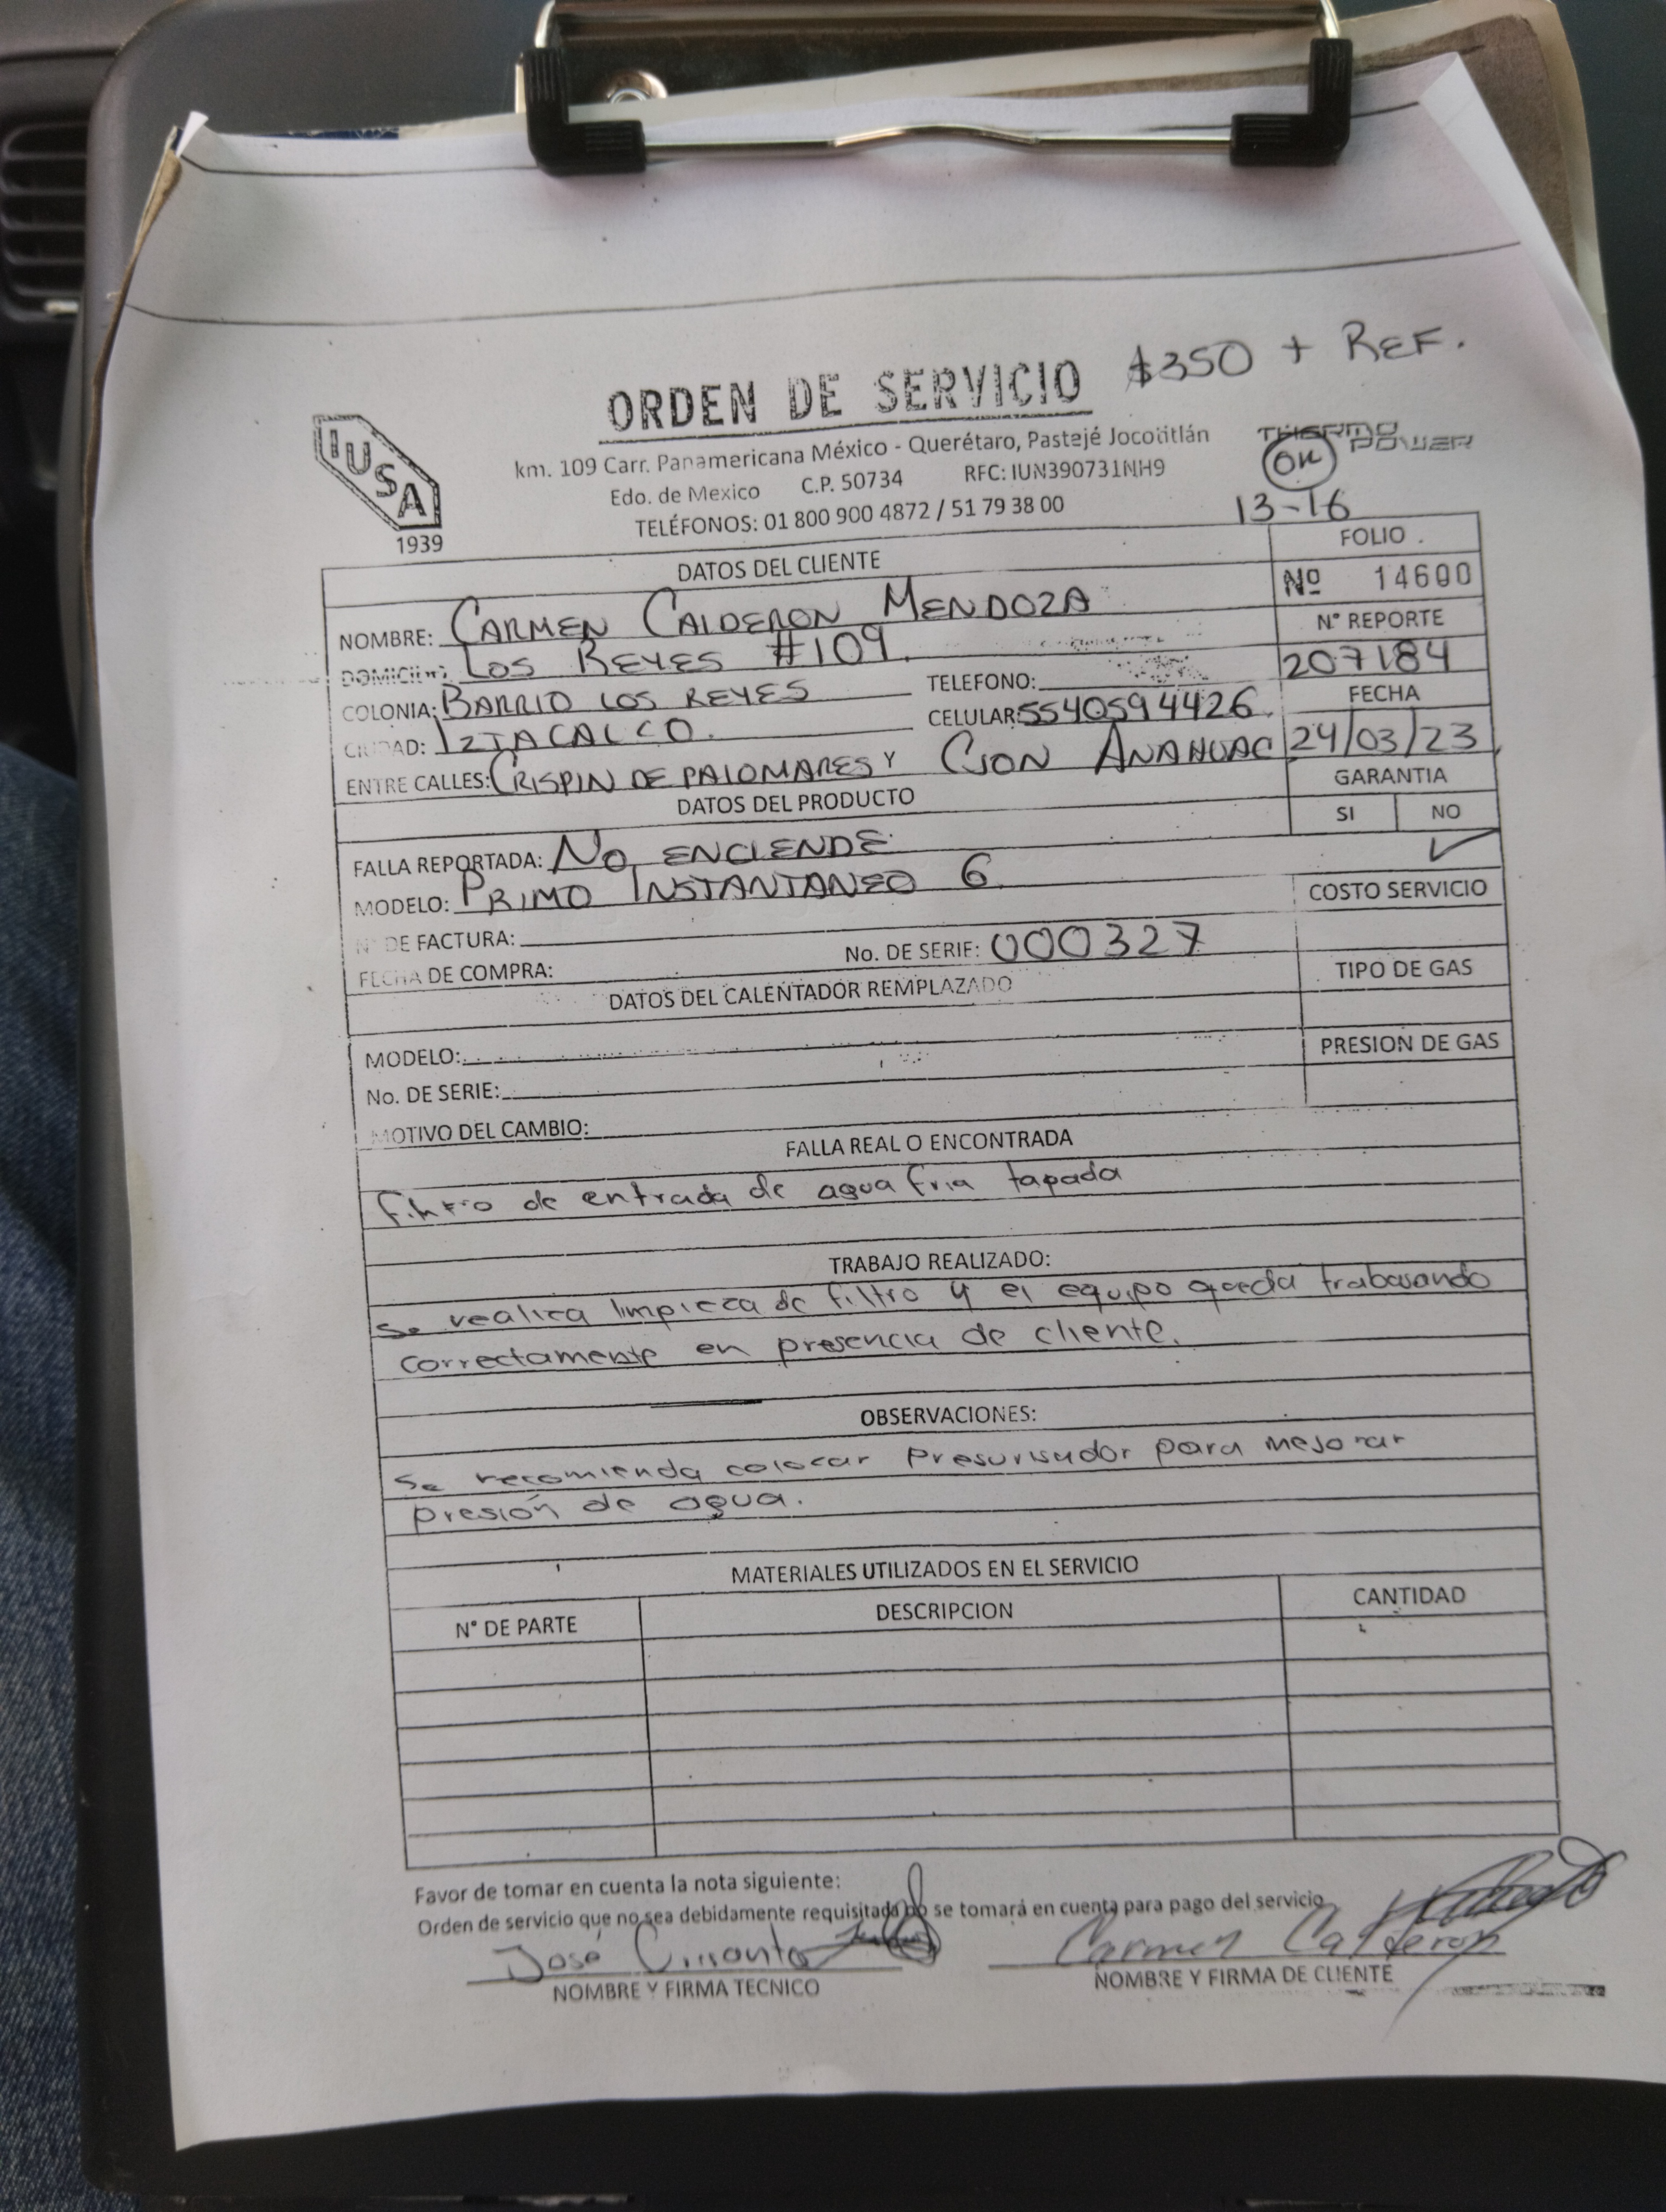 ORDEN DE SERVICIO $350 + REF.
IUSA
1939
km. 109 Carr. Panamericana México - Querétaro, Pastejé Jocotitlán
Edo. de Mexico C.P. 50734 RFC: IUN390731NH9
TELÉFONOS: 01 800 900 4872 / 51 79 38 00
THERMO POWER
OK
13-16
DATOS DEL CLIENTE
FOLIO
Nº 14600
NOMBRE: CARMEN CALDERON MENDOZA
N° REPORTE
DOMICILIO: LOS REYES #109.
207184
COLONIA: BARRIO LOS REYES TELEFONO:
FECHA
CIUDAD: IZTACALCO. CELULAR: 5540594426.
24/03/23
ENTRE CALLES: CRISPIN DE PALOMARES Y CJON ANAHUAC
GARANTIA
DATOS DEL PRODUCTO
SI NO
FALLA REPORTADA: NO ENCIENDE.
✓
MODELO: PRIMO INSTANTANEO 6
COSTO SERVICIO
N° DE FACTURA:
FECHA DE COMPRA: No. DE SERIE: 000327
TIPO DE GAS
DATOS DEL CALENTADOR REMPLAZADO
MODELO:
PRESION DE GAS
No. DE SERIE:
MOTIVO DEL CAMBIO:
FALLA REAL O ENCONTRADA
filtro de entrada de agua fria tapada
TRABAJO REALIZADO:
se realiza limpieza de filtro y el equipo queda trabajando
correctamente en presencia de cliente.
OBSERVACIONES:
se recomienda colocar Presurisador para mejorar
presión de agua.
MATERIALES UTILIZADOS EN EL SERVICIO
N° DE PARTE DESCRIPCION CANTIDAD
Favor de tomar en cuenta la nota siguiente:
Orden de servicio que no sea debidamente requisitada no se tomará en cuenta para pago del servicio
José Carmen Calderon
NOMBRE Y FIRMA TECNICO NOMBRE Y FIRMA DE CLIENTE